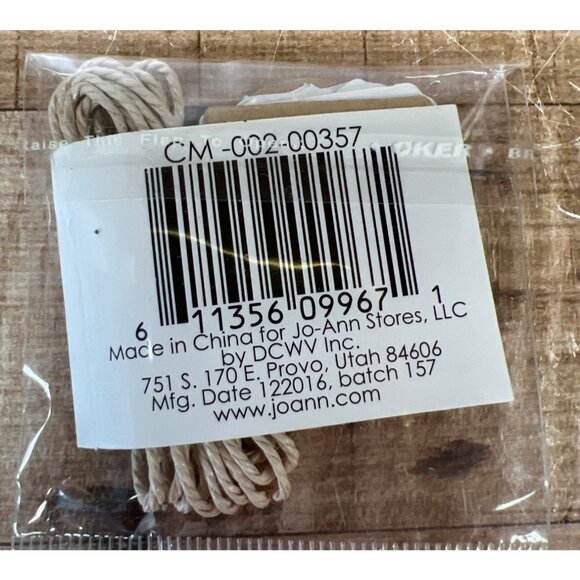 Raise This Flap To
OKER • BR
CM -002-00357
6 11356 09967 1
Made in China for Jo-Ann Stores, LLC
by DCWV Inc.
751 S. 170 E. Provo, Utah 84606
Mfg. Date 122016, batch 157
www.joann.com